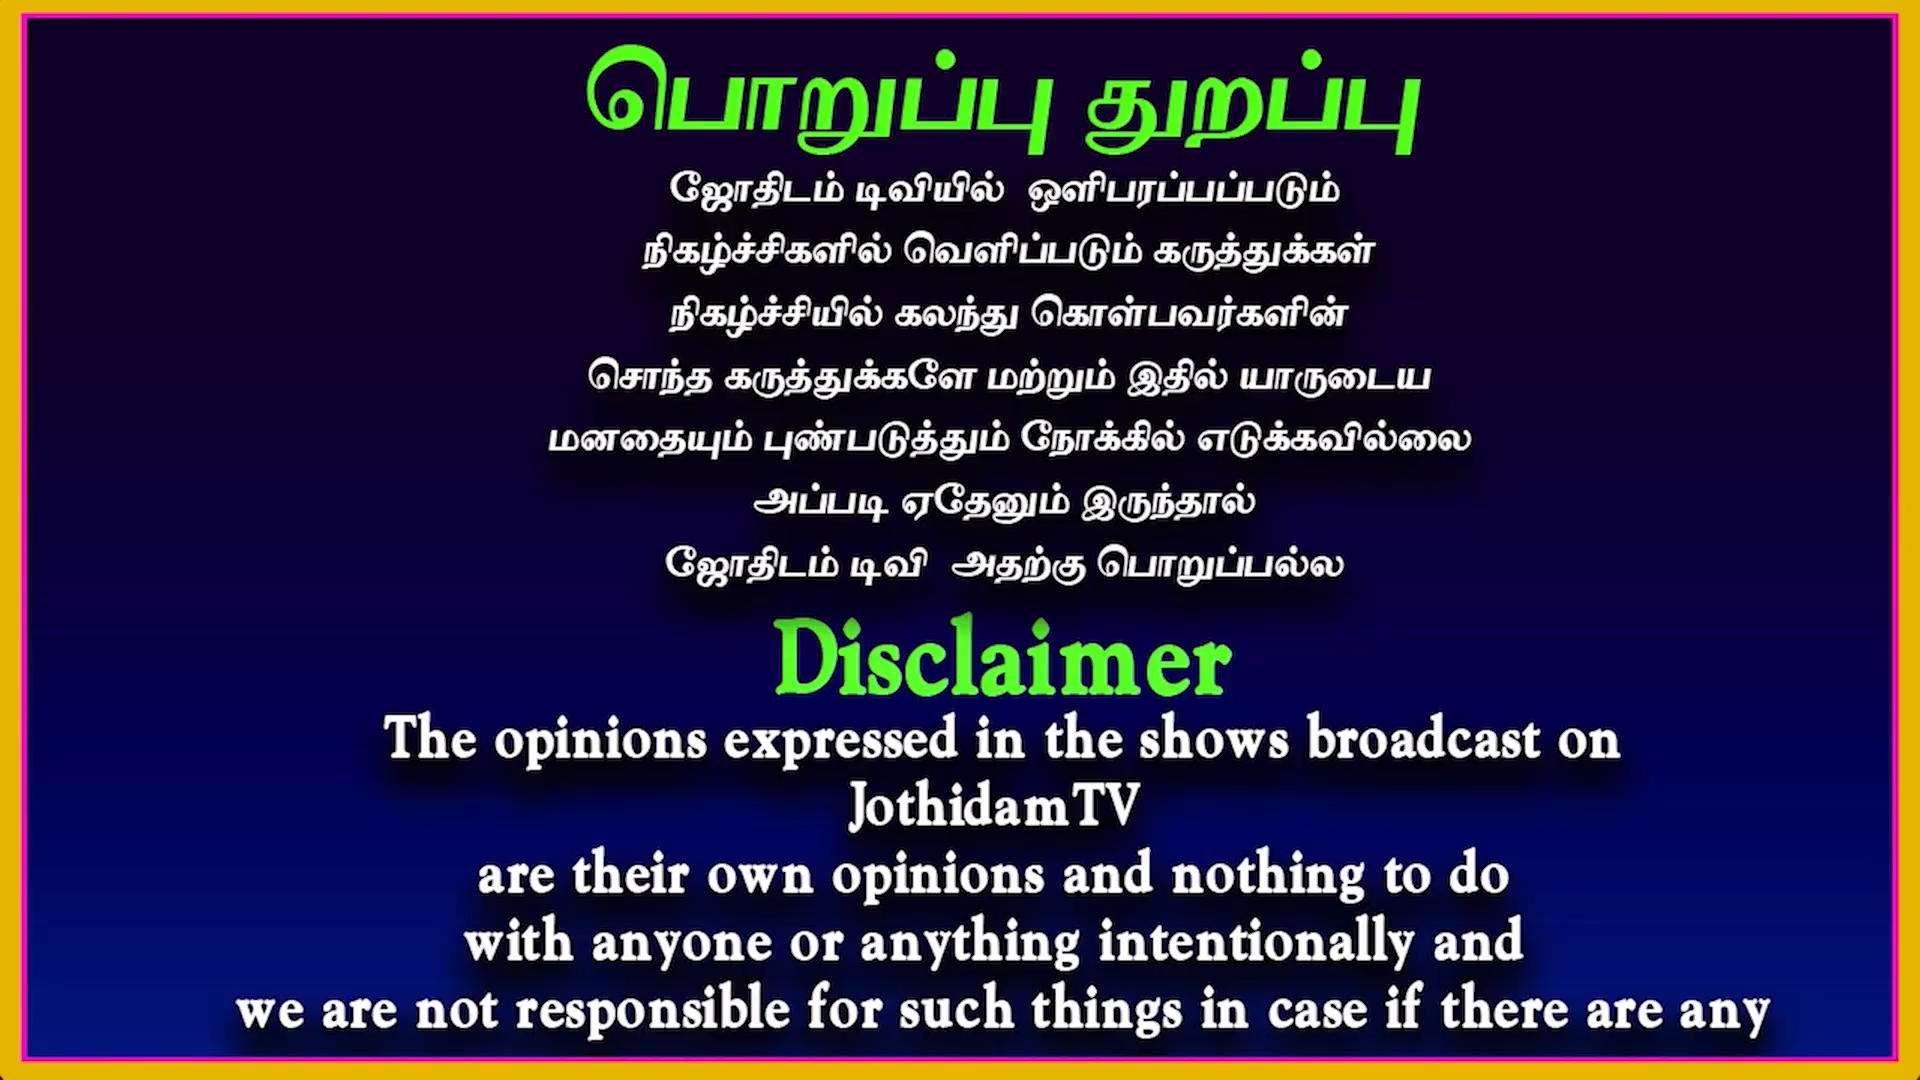 பொறுப்பு துறப்பு
ஜோதிடம் டிவியில் ஒளிபரப்பப்படும்
நிகழ்ச்சிகளில் வெளிப்படும் கருத்துக்கள்
நிகழ்ச்சியில் கலந்து கொள்பவர்களின்
சொந்த கருத்துக்களே மற்றும் இதில் யாருடைய
மனதையும் புண்படுத்தும் நோக்கில் எடுக்கவில்லை
அப்படி ஏதேனும் இருந்தால்
ஜோதிடம் டிவி அதற்கு பொறுப்பல்ல
Disclaimer
The opinions expressed in the shows broadcast on
JothidamTV
are their own opinions and nothing to do
with anyone or anything intentionally and
we are not responsible for such things in case if there are any